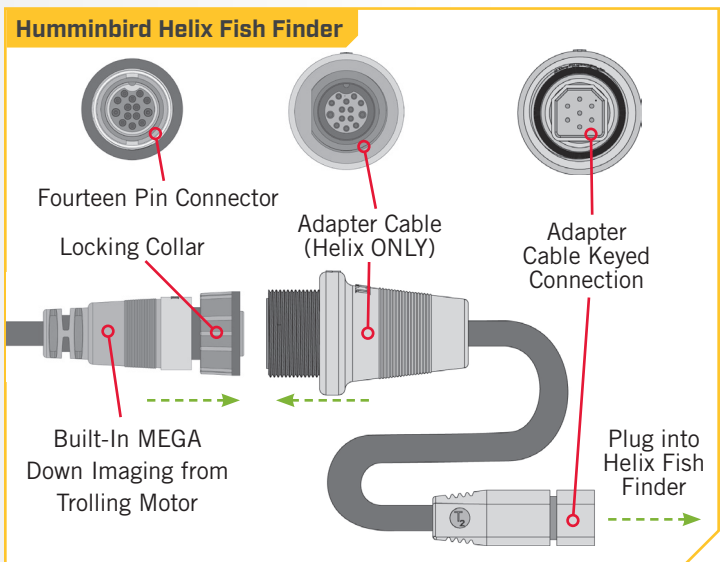 Humminbird Helix Fish Finder
Fourteen Pin Connector
Locking Collar
Adapter Cable
(Helix ONLY)
Adapter
Cable Keyed
Connection
Built-In MEGA
Down Imaging from
Trolling Motor
Plug into
Helix Fish
Finder
T2